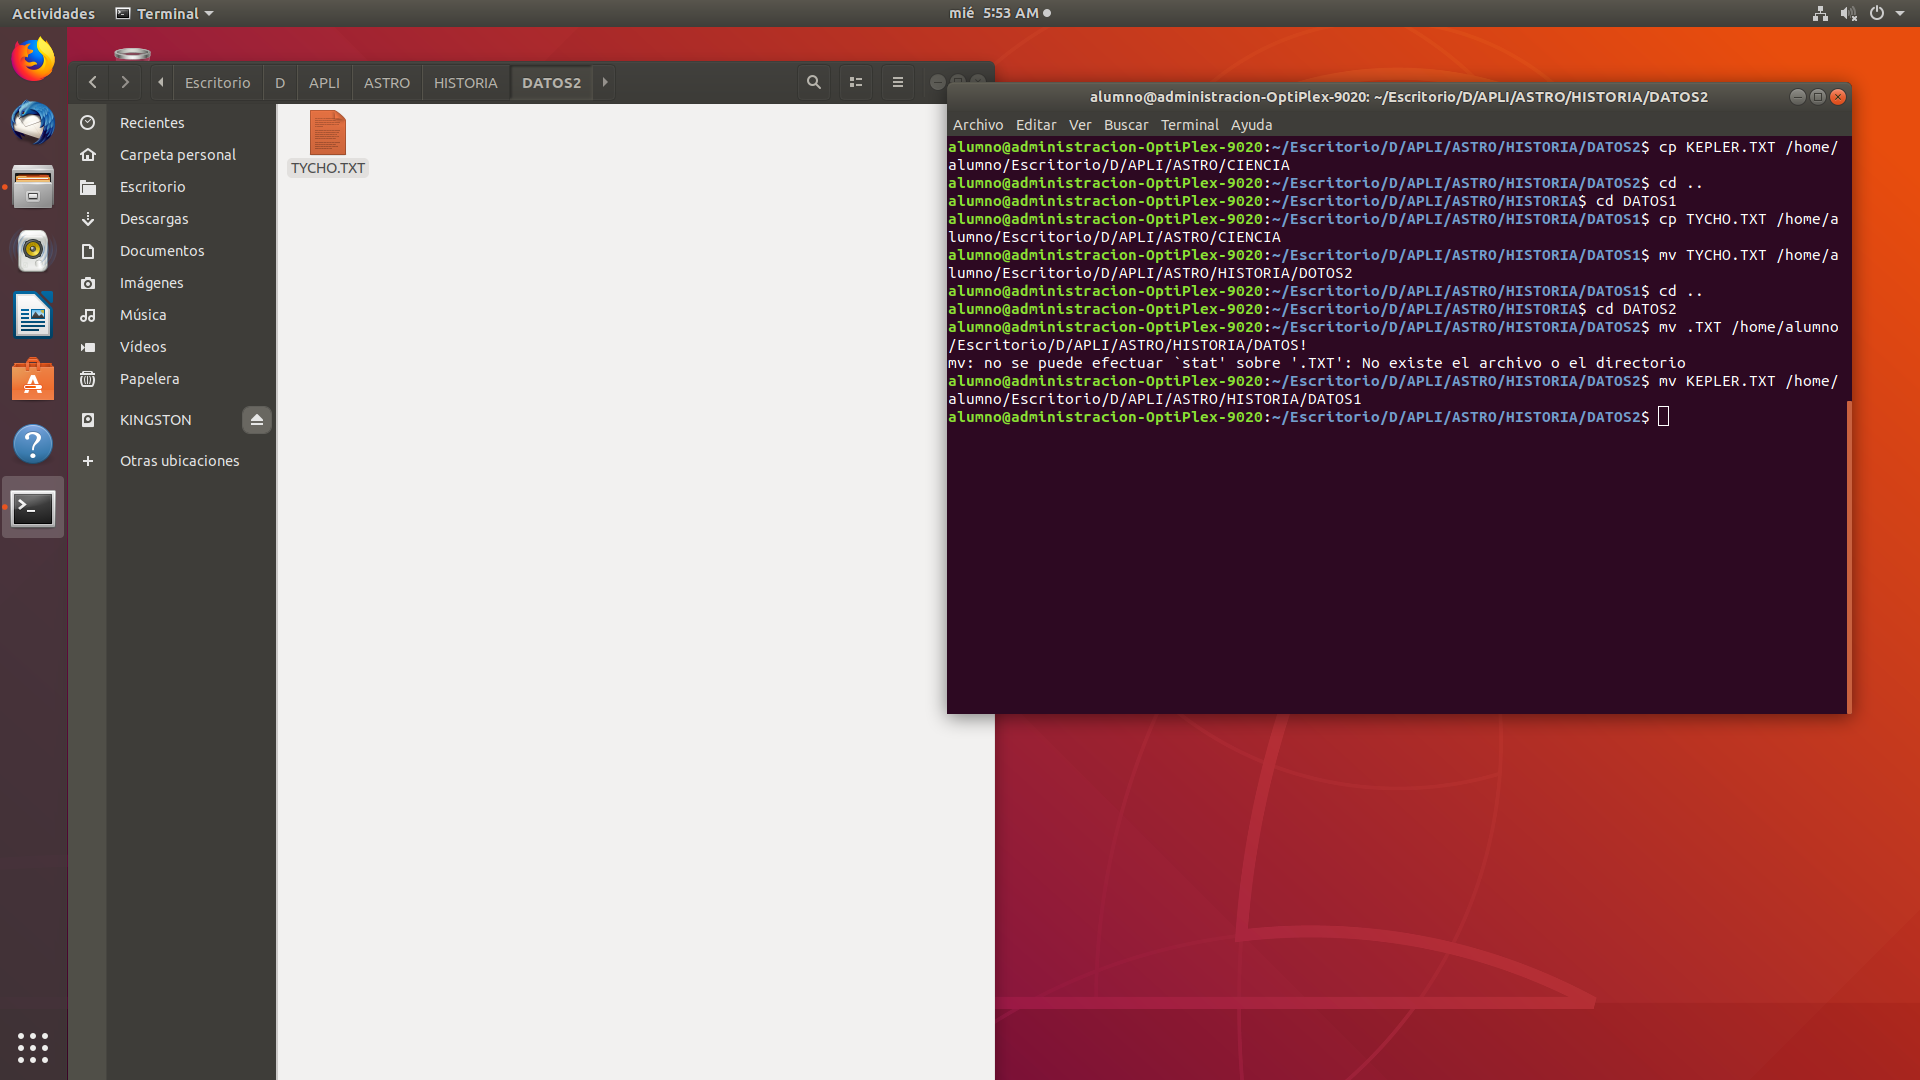 Actividades
Terminal
mié 5:53 AM
Escritorio
D
APLI
ASTRO
HISTORIA
DATOS2
Recientes
Carpeta personal
Escritorio
Descargas
Documentos
Imágenes
Música
Vídeos
Papelera
KINGSTON
Otras ubicaciones
TYCHO.TXT
alumno@administracion-OptiPlex-9020: ~/Escritorio/D/APLI/ASTRO/HISTORIA/DATOS2
Archivo Editar Ver Buscar Terminal Ayuda
alumno@administracion-OptiPlex-9020:~/Escritorio/D/APLI/ASTRO/HISTORIA/DATOS2$ cp KEPLER.TXT /home/
alumno/Escritorio/D/APLI/ASTRO/CIENCIA
alumno@administracion-OptiPlex-9020:~/Escritorio/D/APLI/ASTRO/HISTORIA/DATOS2$ cd ..
alumno@administracion-OptiPlex-9020:~/Escritorio/D/APLI/ASTRO/HISTORIA$ cd DATOS1
alumno@administracion-OptiPlex-9020:~/Escritorio/D/APLI/ASTRO/HISTORIA/DATOS1$ cp TYCHO.TXT /home/a
lumno/Escritorio/D/APLI/ASTRO/CIENCIA
alumno@administracion-OptiPlex-9020:~/Escritorio/D/APLI/ASTRO/HISTORIA/DATOS1$ mv TYCHO.TXT /home/a
lumno/Escritorio/D/APLI/ASTRO/HISTORIA/DOTOS2
alumno@administracion-OptiPlex-9020:~/Escritorio/D/APLI/ASTRO/HISTORIA/DATOS1$ cd ..
alumno@administracion-OptiPlex-9020:~/Escritorio/D/APLI/ASTRO/HISTORIA$ cd DATOS2
alumno@administracion-OptiPlex-9020:~/Escritorio/D/APLI/ASTRO/HISTORIA/DATOS2$ mv .TXT /home/alumno
/Escritorio/D/APLI/ASTRO/HISTORIA/DATOS!
mv: no se puede efectuar `stat' sobre '.TXT': No existe el archivo o el directorio
alumno@administracion-OptiPlex-9020:~/Escritorio/D/APLI/ASTRO/HISTORIA/DATOS2$ mv KEPLER.TXT /home/
alumno/Escritorio/D/APLI/ASTRO/HISTORIA/DATOS1
alumno@administracion-OptiPlex-9020:~/Escritorio/D/APLI/ASTRO/HISTORIA/DATOS2$